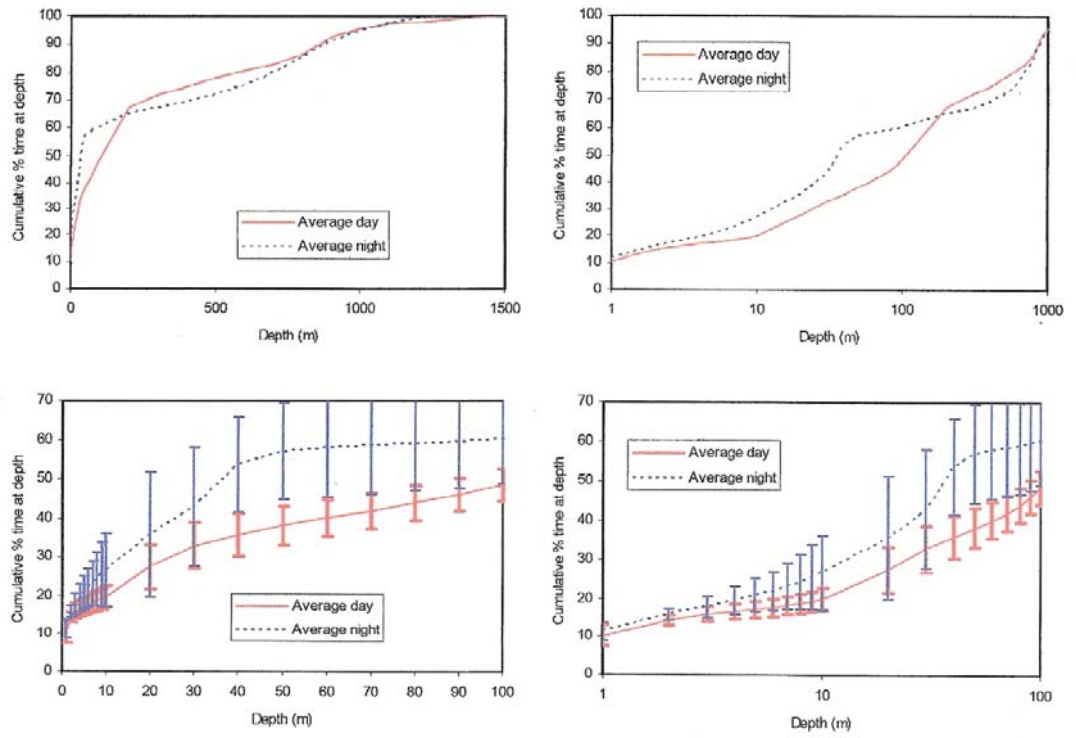 100
90
80
70
60
50
40
30
20
10
0
Cumulative % time at depth
Average day
Average night
0 500 1000 1500
Depth (m)
100
90
80
70
60
50
40
30
20
10
0
Cumulative % time at depth
Average day
Average night
1 10 100 1000
Depth (m)
70
60
50
40
30
20
10
0
Cumulative % time at depth
Average day
Average night
0 10 20 30 40 50 60 70 80 90 100
Depth (m)
70
60
50
40
30
20
10
0
Cumulative % time at depth
Average day
Average night
1 10 100
Depth (m)